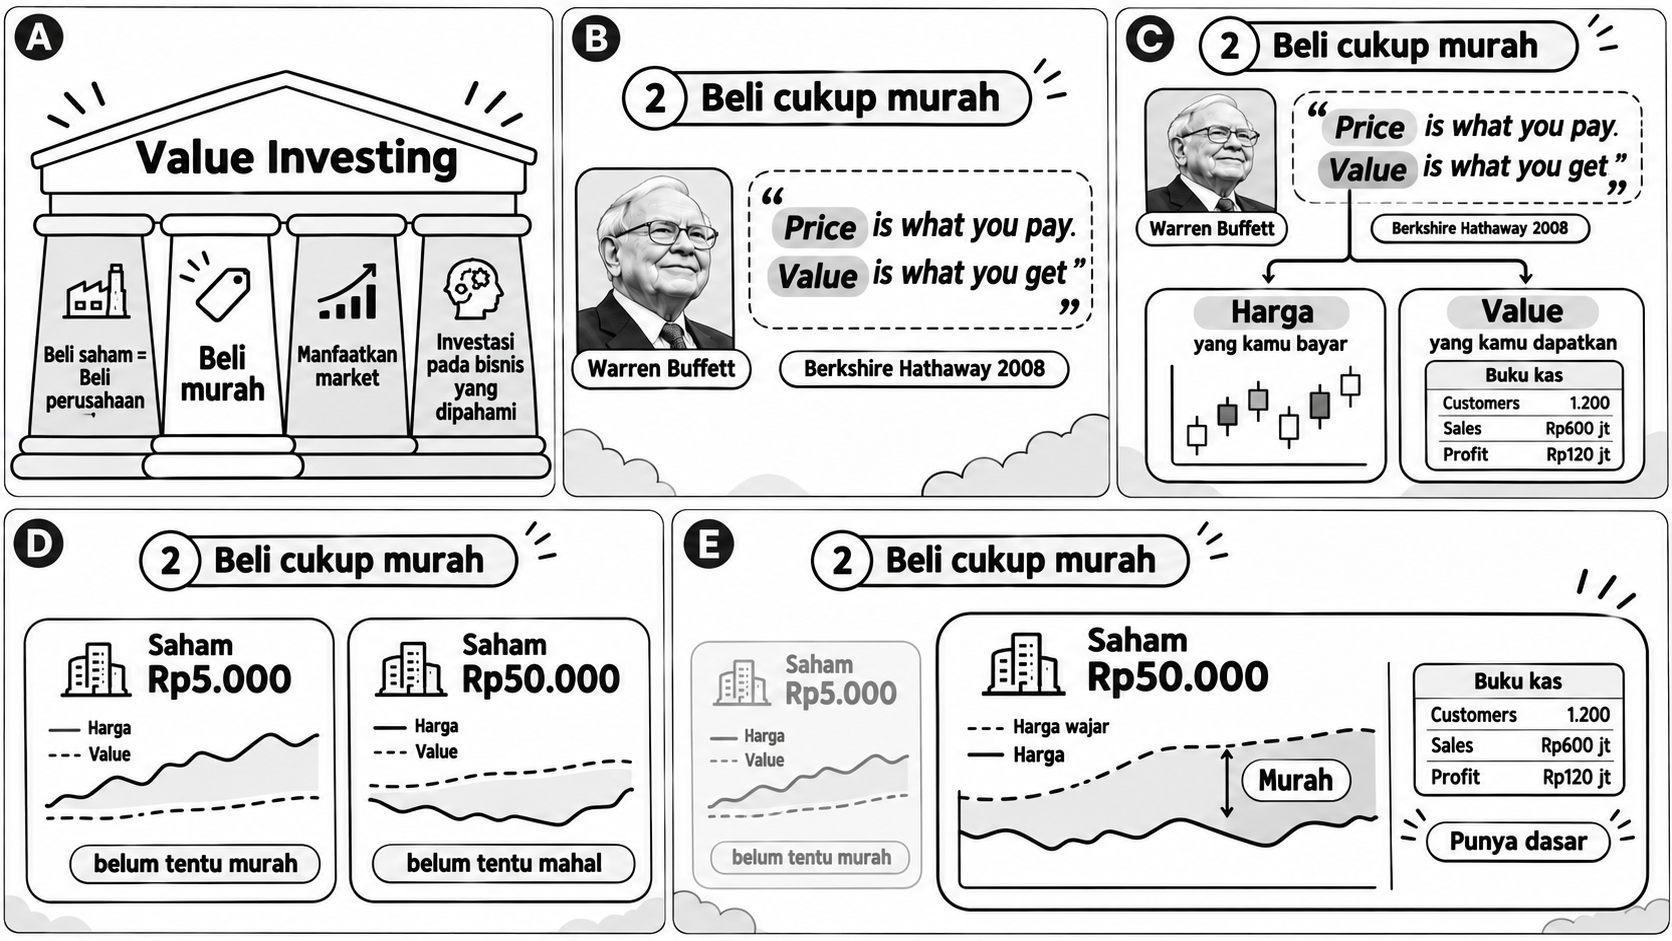 A
Value Investing
Beli saham =
Beli
perusahaan
Beli
murah
Manfaatkan
market
Investasi
pada bisnis
yang
dipahami
B
2 Beli cukup murah
“
Price is what you pay.
Value is what you get ”
”
Warren Buffett
Berkshire Hathaway 2008
C
2 Beli cukup murah
“ Price is what you pay.
Value is what you get ”
”
Warren Buffett
Berkshire Hathaway 2008
Harga
yang kamu bayar
Value
yang kamu dapatkan
Buku kas
Customers 1.200
Sales Rp600 jt
Profit Rp120 jt
D
2 Beli cukup murah
Saham
Rp5.000
Harga
Value
belum tentu murah
Saham
Rp50.000
Harga
Value
belum tentu mahal
E
2 Beli cukup murah
Saham
Rp5.000
Harga
Value
belum tentu murah
Saham
Rp50.000
Harga wajar
Harga
Murah
Buku kas
Customers 1.200
Sales Rp600 jt
Profit Rp120 jt
Punya dasar